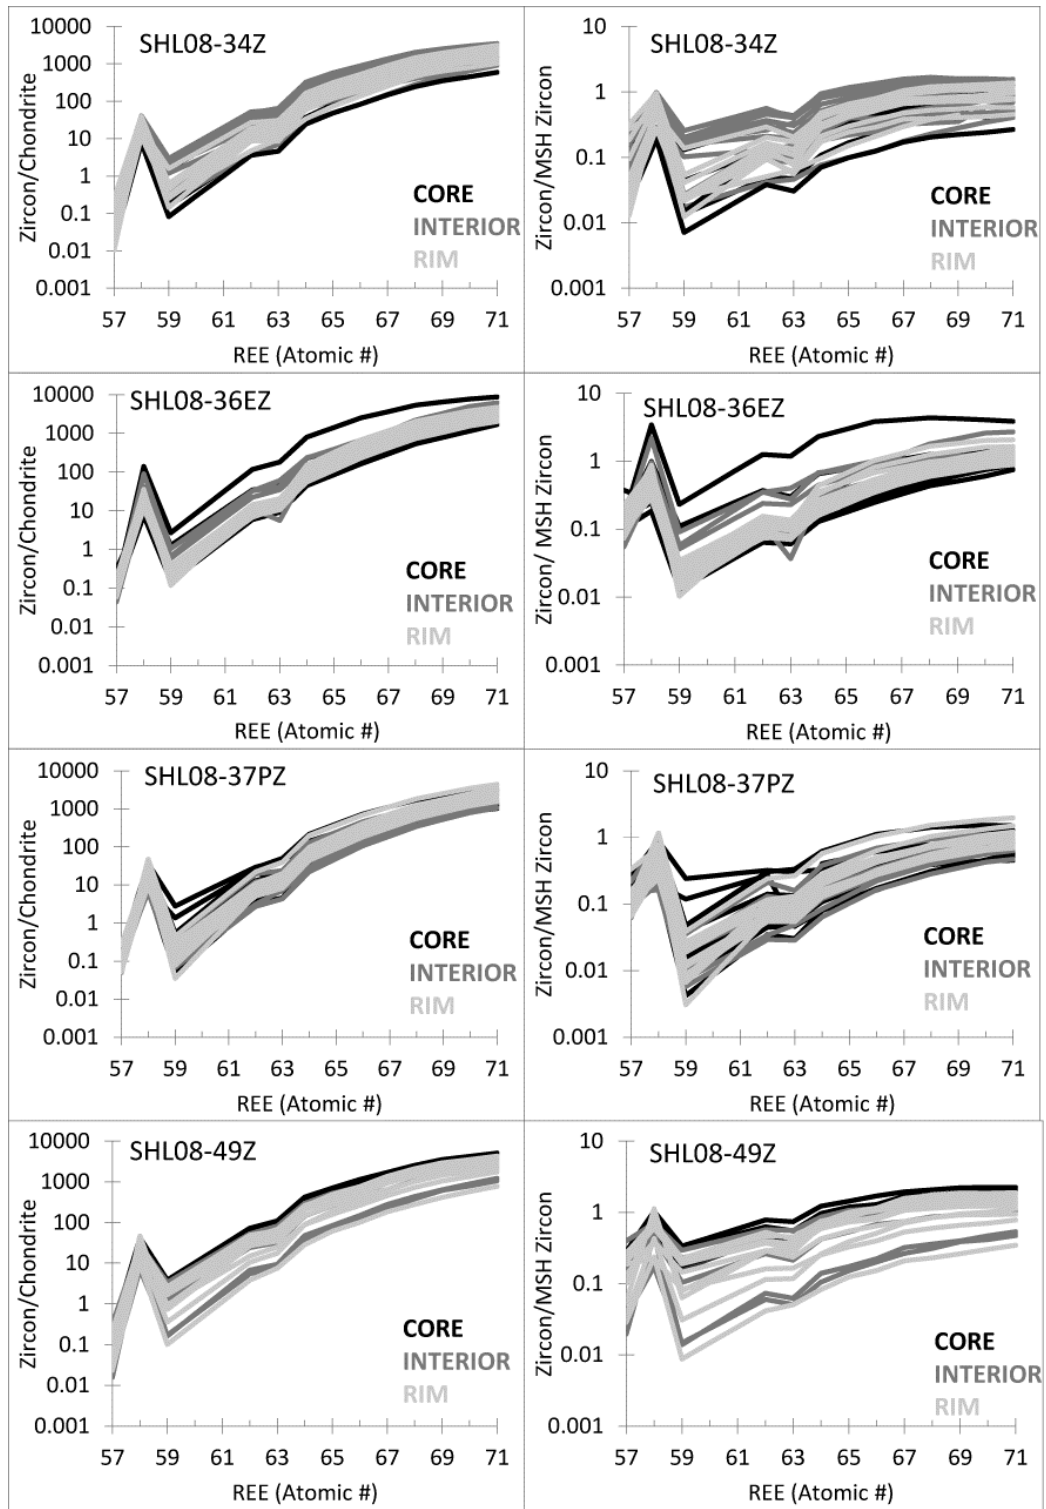 SHL08-34Z
Zircon/Chondrite
10000
1000
100
10
1
0.1
0.01
0.001
CORE
INTERIOR
RIM
57 59 61 63 65 67 69 71
REE (Atomic #)
SHL08-34Z
Zircon/MSH Zircon
10
1
0.1
0.01
0.001
CORE
INTERIOR
RIM
57 59 61 63 65 67 69 71
REE (Atomic #)
SHL08-36EZ
Zircon/Chondrite
10000
1000
100
10
1
0.1
0.01
0.001
CORE
INTERIOR
RIM
57 59 61 63 65 67 69 71
REE (Atomic #)
SHL08-36EZ
Zircon/ MSH Zircon
10
1
0.1
0.01
0.001
CORE
INTERIOR
RIM
57 59 61 63 65 67 69 71
REE (Atomic #)
SHL08-37PZ
Zircon/Chondrite
10000
1000
100
10
1
0.1
0.01
0.001
CORE
INTERIOR
RIM
57 59 61 63 65 67 69 71
REE (Atomic #)
SHL08-37PZ
Zircon/MSH Zircon
10
1
0.1
0.01
0.001
CORE
INTERIOR
RIM
57 59 61 63 65 67 69 71
REE (Atomic #)
SHL08-49Z
Zircon/Chondrite
10000
1000
100
10
1
0.1
0.01
0.001
CORE
INTERIOR
RIM
57 59 61 63 65 67 69 71
REE (Atomic #)
SHL08-49Z
Zircon/MSH Zircon
10
1
0.1
0.01
0.001
CORE
INTERIOR
RIM
57 59 61 63 65 67 69 71
REE (Atomic #)